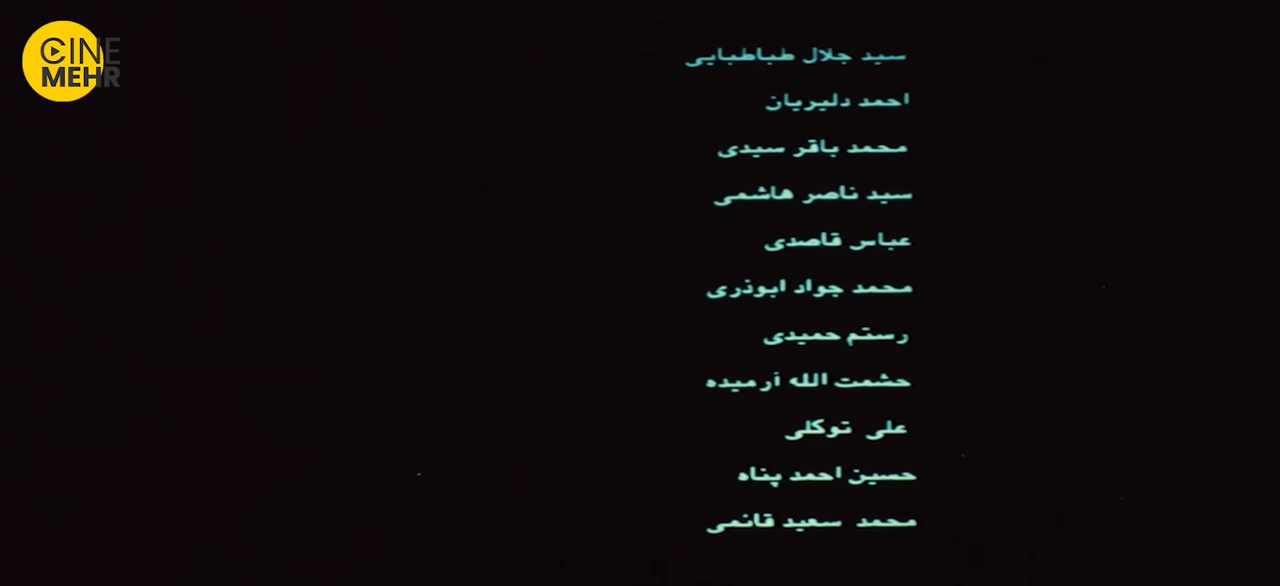 CINE
MEHR
سید جلال طباطبایی
احمد دلیریان
محمد باقر سیدی
سید ناصر هاشمی
عباس قاصدی
محمد جواد ابوذری
رستم حمیدی
حشمت الله آرمیده
علی توکلی
حسین احمد پناه
محمد سعید قائمی